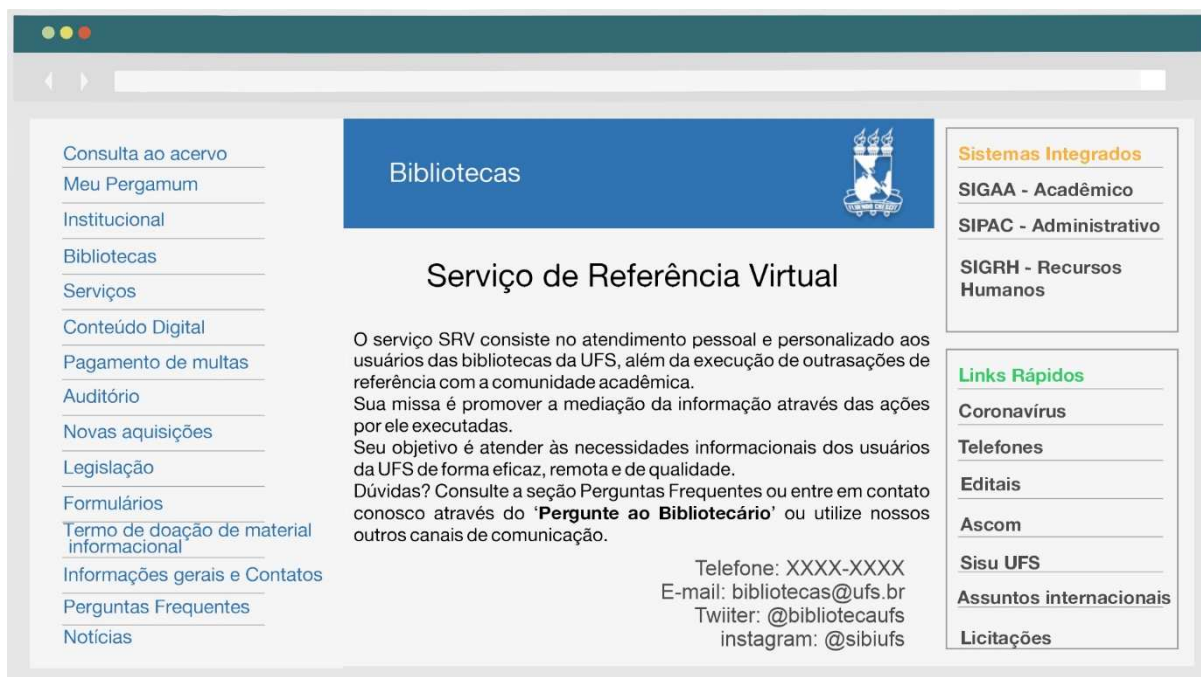 Consulta ao acervo
Meu Pergamum
Institucional
Bibliotecas
Serviços
Conteúdo Digital
Pagamento de multas
Auditório
Novas aquisições
Legislação
Formulários
Termo de doação de material
informacional
Informações gerais e Contatos
Perguntas Frequentes
Notícias
Bibliotecas
Serviço de Referência Virtual
O serviço SRV consiste no atendimento pessoal e personalizado aos
usuários das bibliotecas da UFS, além da execução de outrasações de
referência com a comunidade acadêmica.
Sua missa é promover a mediação da informação através das ações
por ele executadas.
Seu objetivo é atender às necessidades informacionais dos usuários
da UFS de forma eficaz, remota e de qualidade.
Dúvidas? Consulte a seção Perguntas Frequentes ou entre em contato
conosco através do ‘Pergunte ao Bibliotecário’ ou utilize nossos
outros canais de comunicação.
Telefone: XXXX-XXXX
E-mail: bibliotecas@ufs.br
Twiiter: @bibliotecaufs
instagram: @sibiufs
Sistemas Integrados
SIGAA - Acadêmico
SIPAC - Administrativo
SIGRH - Recursos
Humanos
Links Rápidos
Coronavírus
Telefones
Editais
Ascom
Sisu UFS
Assuntos internacionais
Licitações